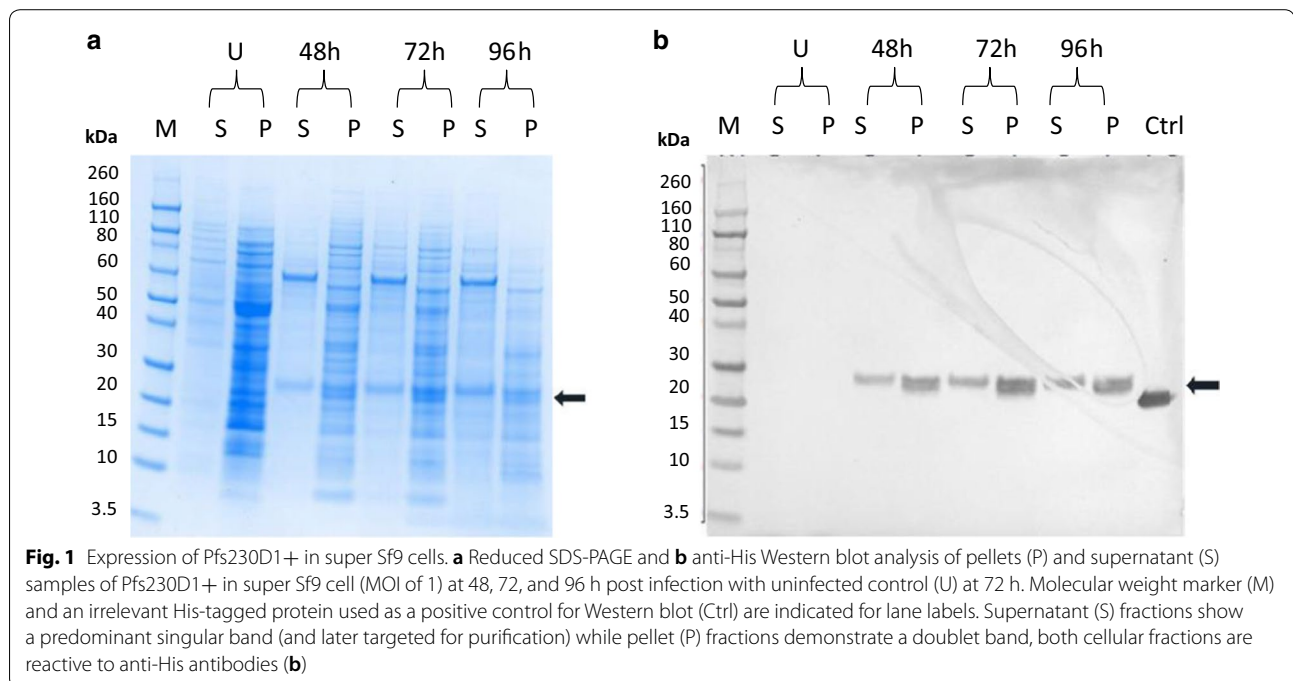 a
U 48h 72h 96h
kDa M S P S P S P S P
260
160
110
80
60
50
40
30
20
15
10
3.5
b
U 48h 72h 96h
kDa M S P S P S P S P Ctrl
260
160
110
80
60
50
40
30
20
15
10
3.5
Fig. 1 Expression of Pfs230D1+ in super Sf9 cells. a Reduced SDS-PAGE and b anti-His Western blot analysis of pellets (P) and supernatant (S)
samples of Pfs230D1+ in super Sf9 cell (MOI of 1) at 48, 72, and 96 h post infection with uninfected control (U) at 72 h. Molecular weight marker (M)
and an irrelevant His-tagged protein used as a positive control for Western blot (Ctrl) are indicated for lane labels. Supernatant (S) fractions show
a predominant singular band (and later targeted for purification) while pellet (P) fractions demonstrate a doublet band, both cellular fractions are
reactive to anti-His antibodies (b)